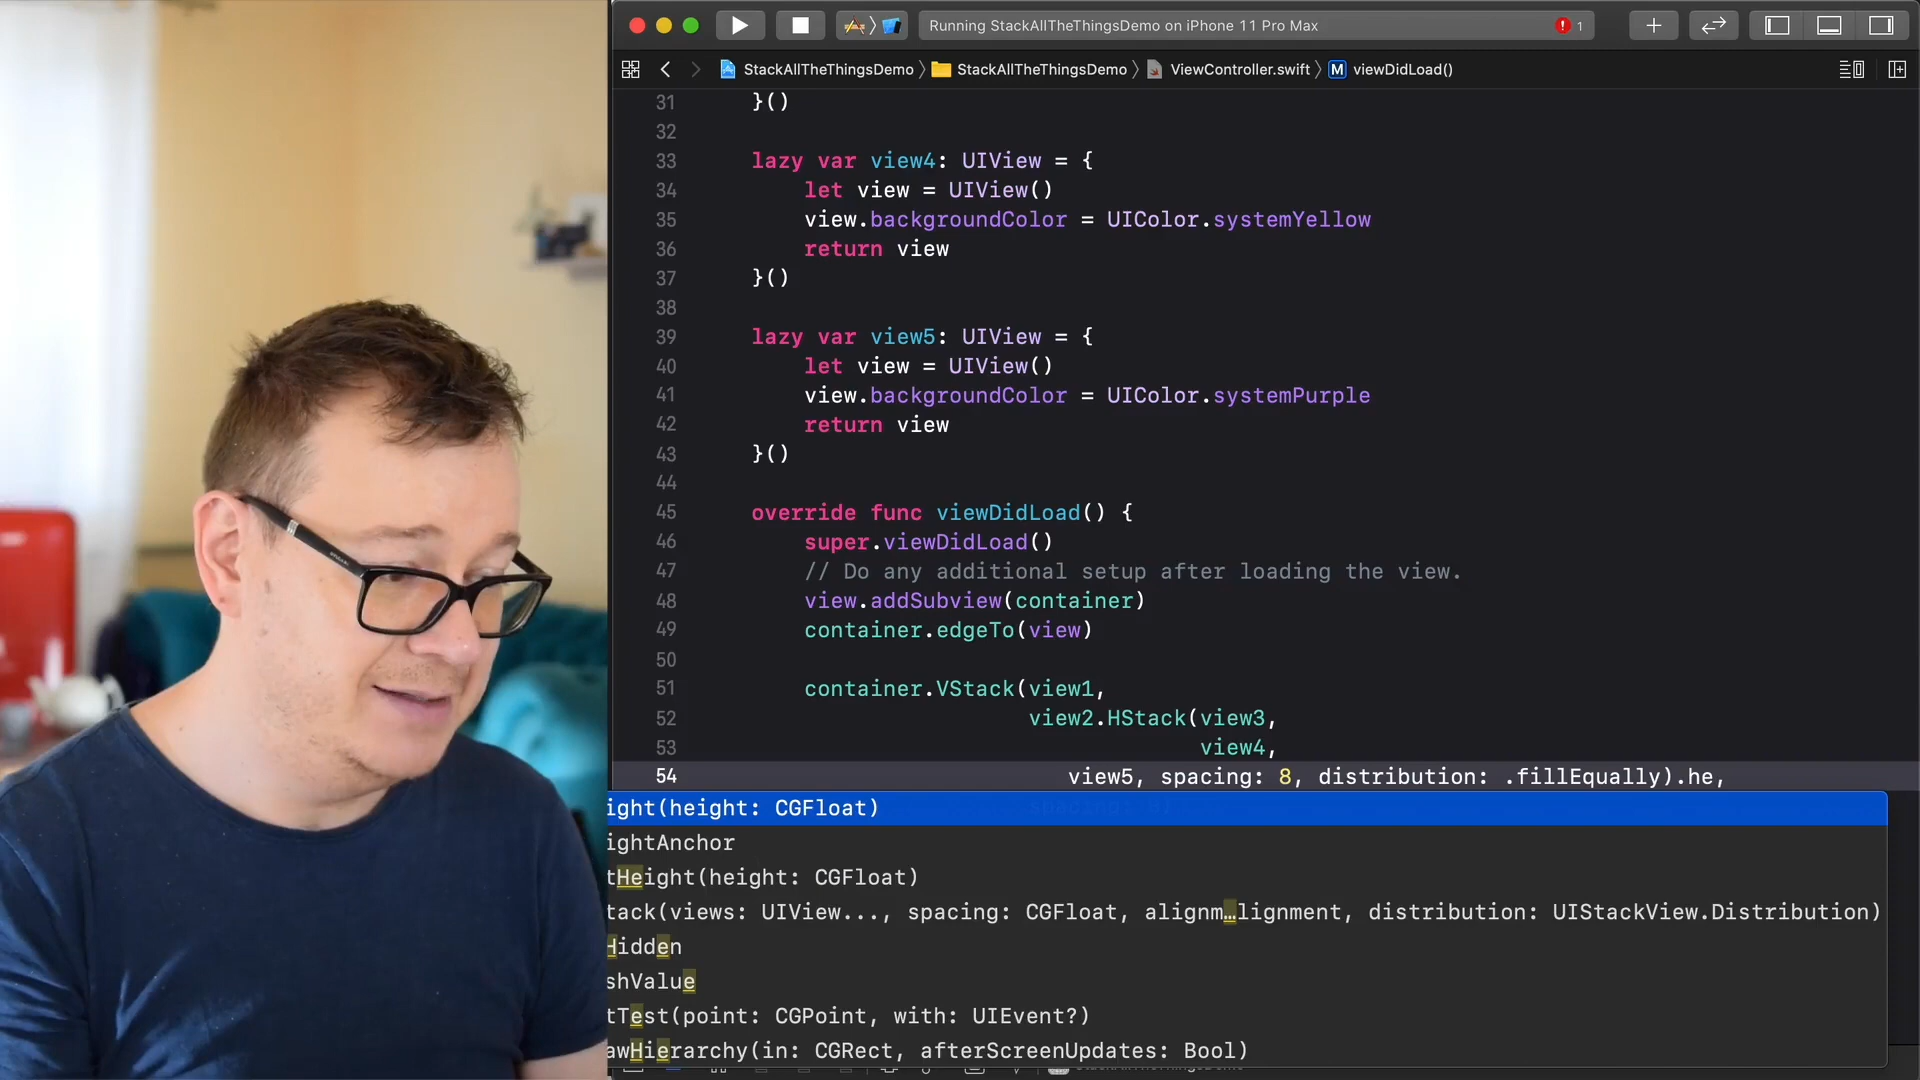 Running StackAllTheThingsDemo on iPhone 11 Pro Max
1
StackAllTheThingsDemo
StackAllTheThingsDemo
ViewController.swift
M
viewDidLoad()
31 }()
32
33 lazy var view4: UIView = {
34 let view = UIView()
35 view.backgroundColor = UIColor.systemYellow
36 return view
37 }()
38
39 lazy var view5: UIView = {
40 let view = UIView()
41 view.backgroundColor = UIColor.systemPurple
42 return view
43 }()
44
45 override func viewDidLoad() {
46 super.viewDidLoad()
47 // Do any additional setup after loading the view.
48 view.addSubview(container)
49 container.edgeTo(view)
50
51 container.VStack(view1,
52 view2.HStack(view3,
53 view4,
54 view5, spacing: 8, distribution: .fillEqually).he,
ight(height: CGFloat)
ightAnchor
tHeight(height: CGFloat)
tack(views: UIView..., spacing: CGFloat, alignm…lignment, distribution: UIStackView.Distribution)
Hidden
shValue
tTest(point: CGPoint, with: UIEvent?)
awHierarchy(in: CGRect, afterScreenUpdates: Bool)